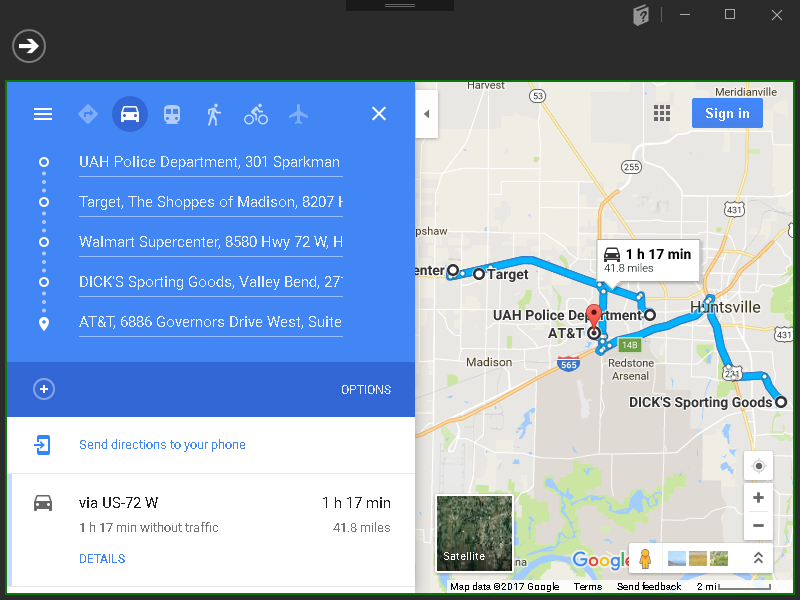 UAH Police Department, 301 Sparkman
Target, The Shoppes of Madison, 8207
Walmart Supercenter, 8580 Hwy 72 W, H
DICK'S Sporting Goods, Valley Bend, 27
AT&T, 6886 Governors Drive West, Suite
OPTIONS
Send directions to your phone
via US-72 W
1 h 17 min
1 h 17 min without traffic
41.8 miles
DETAILS
Harvest
53
Meridianville
Sign in
255
431
pshaw
1 h 17 min
41.8 miles
enter
Target
Huntsville
UAH Police Department
AT&T
431
14B
Madison
565
Redstone
Arsenal
231
DICK'S Sporting Goods
Satellite
na
Google
Map data ©2017 Google
Terms
Send feedback
2 mi